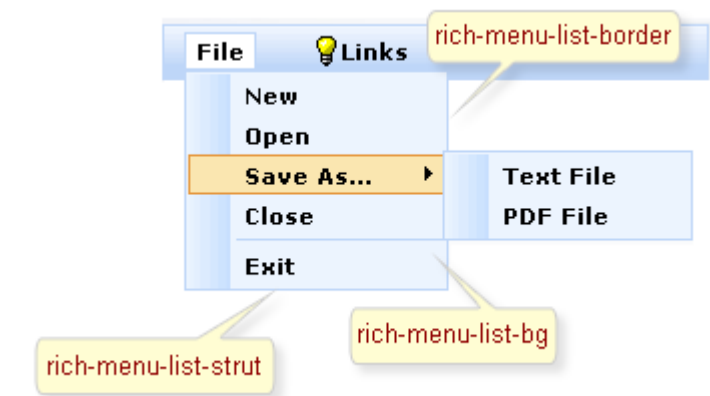 File Links rich-menu-list-border
New
Open
Save As... Text File
Close PDF File
Exit
rich-menu-list-bg
rich-menu-list-strut